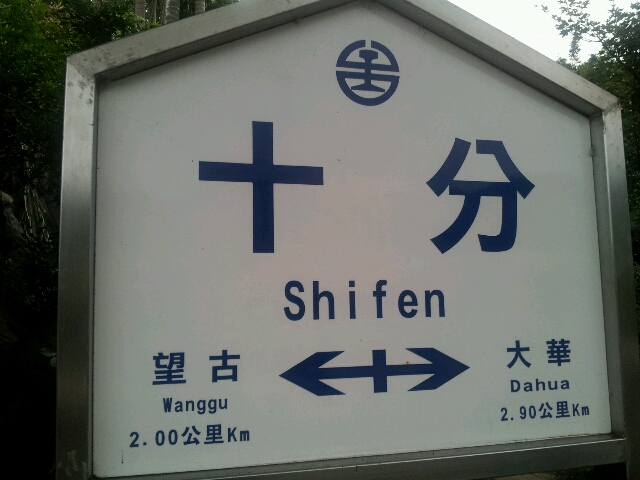 十分
Shifen
望古
Wanggu
2.00公里Km
大華
Dahua
2.90公里Km